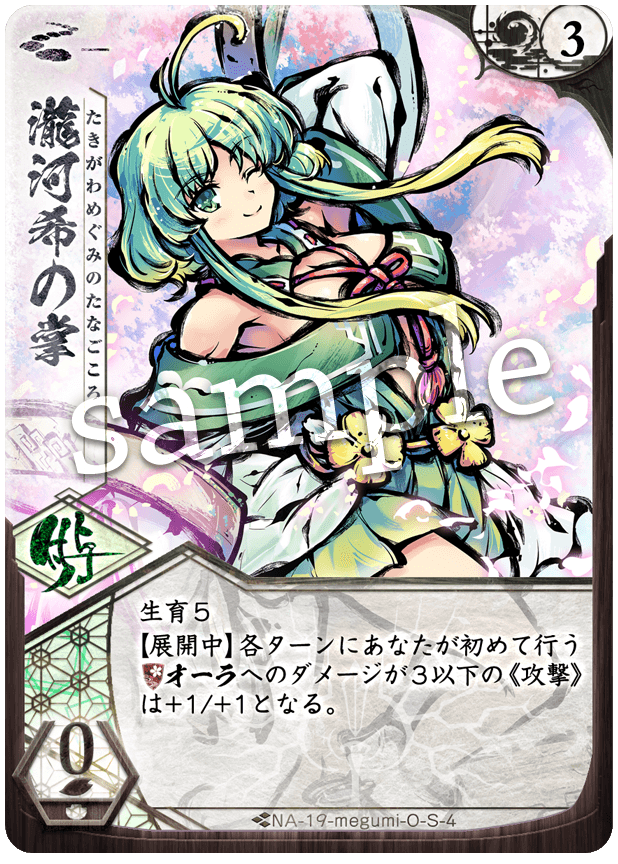 3
瀧河希の掌
たきがわめぐみのたなごころ
sample
付与
生育5
【展開中】各ターンにあなたが初めて行う
オーラへのダメージが3以下の《攻撃》
は+1/+1となる。
0
NA-19-megumi-O-S-4